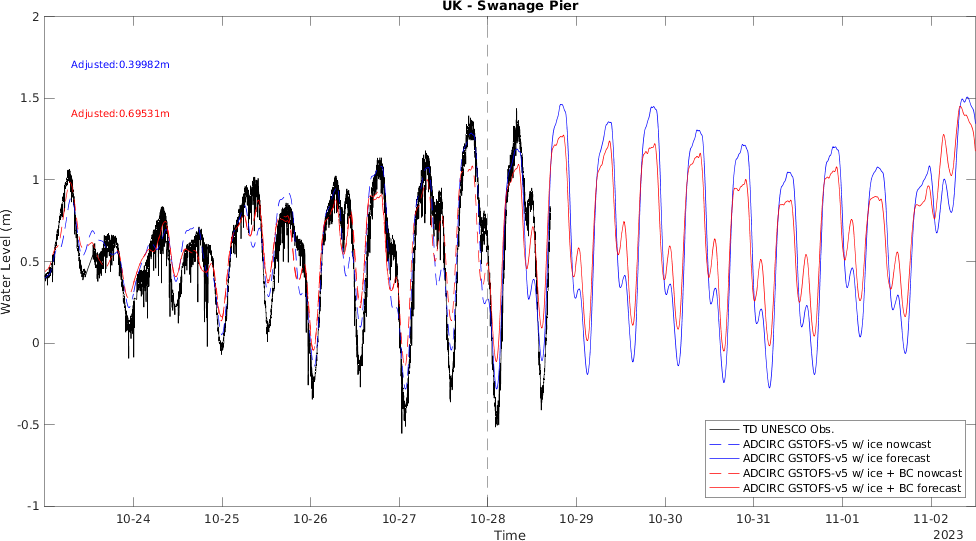 UK - Swanage Pier
2
1.5
1
0.5
0
-0.5
-1
Water Level (m)
Adjusted:0.39982m
Adjusted:0.69531m
TD UNESCO Obs.
ADCIRC GSTOFS-v5 w/ ice nowcast
ADCIRC GSTOFS-v5 w/ ice forecast
ADCIRC GSTOFS-v5 w/ ice + BC nowcast
ADCIRC GSTOFS-v5 w/ ice + BC forecast
10-24 10-25 10-26 10-27 10-28 10-29 10-30 10-31 11-01 11-02
Time
2023